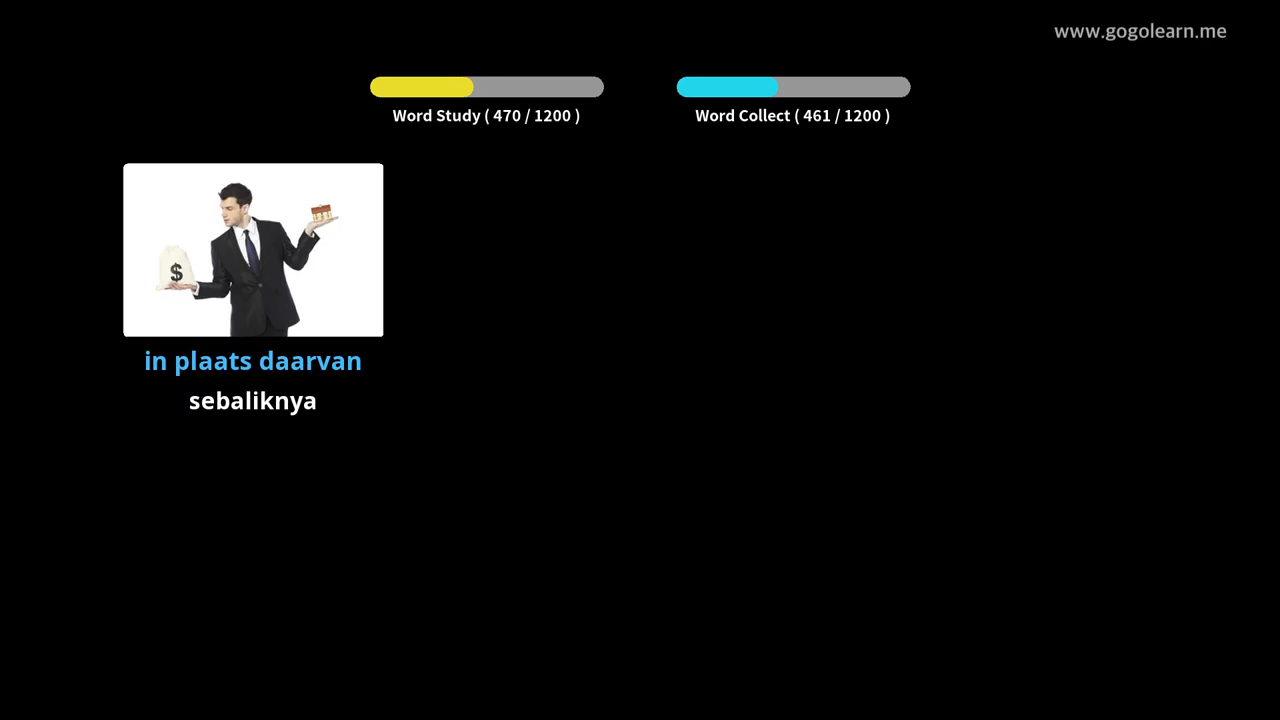 www.gogolearn.me
Word Study ( 470 / 1200 )
Word Collect ( 461 / 1200 )
$
in plaats daarvan
sebaliknya